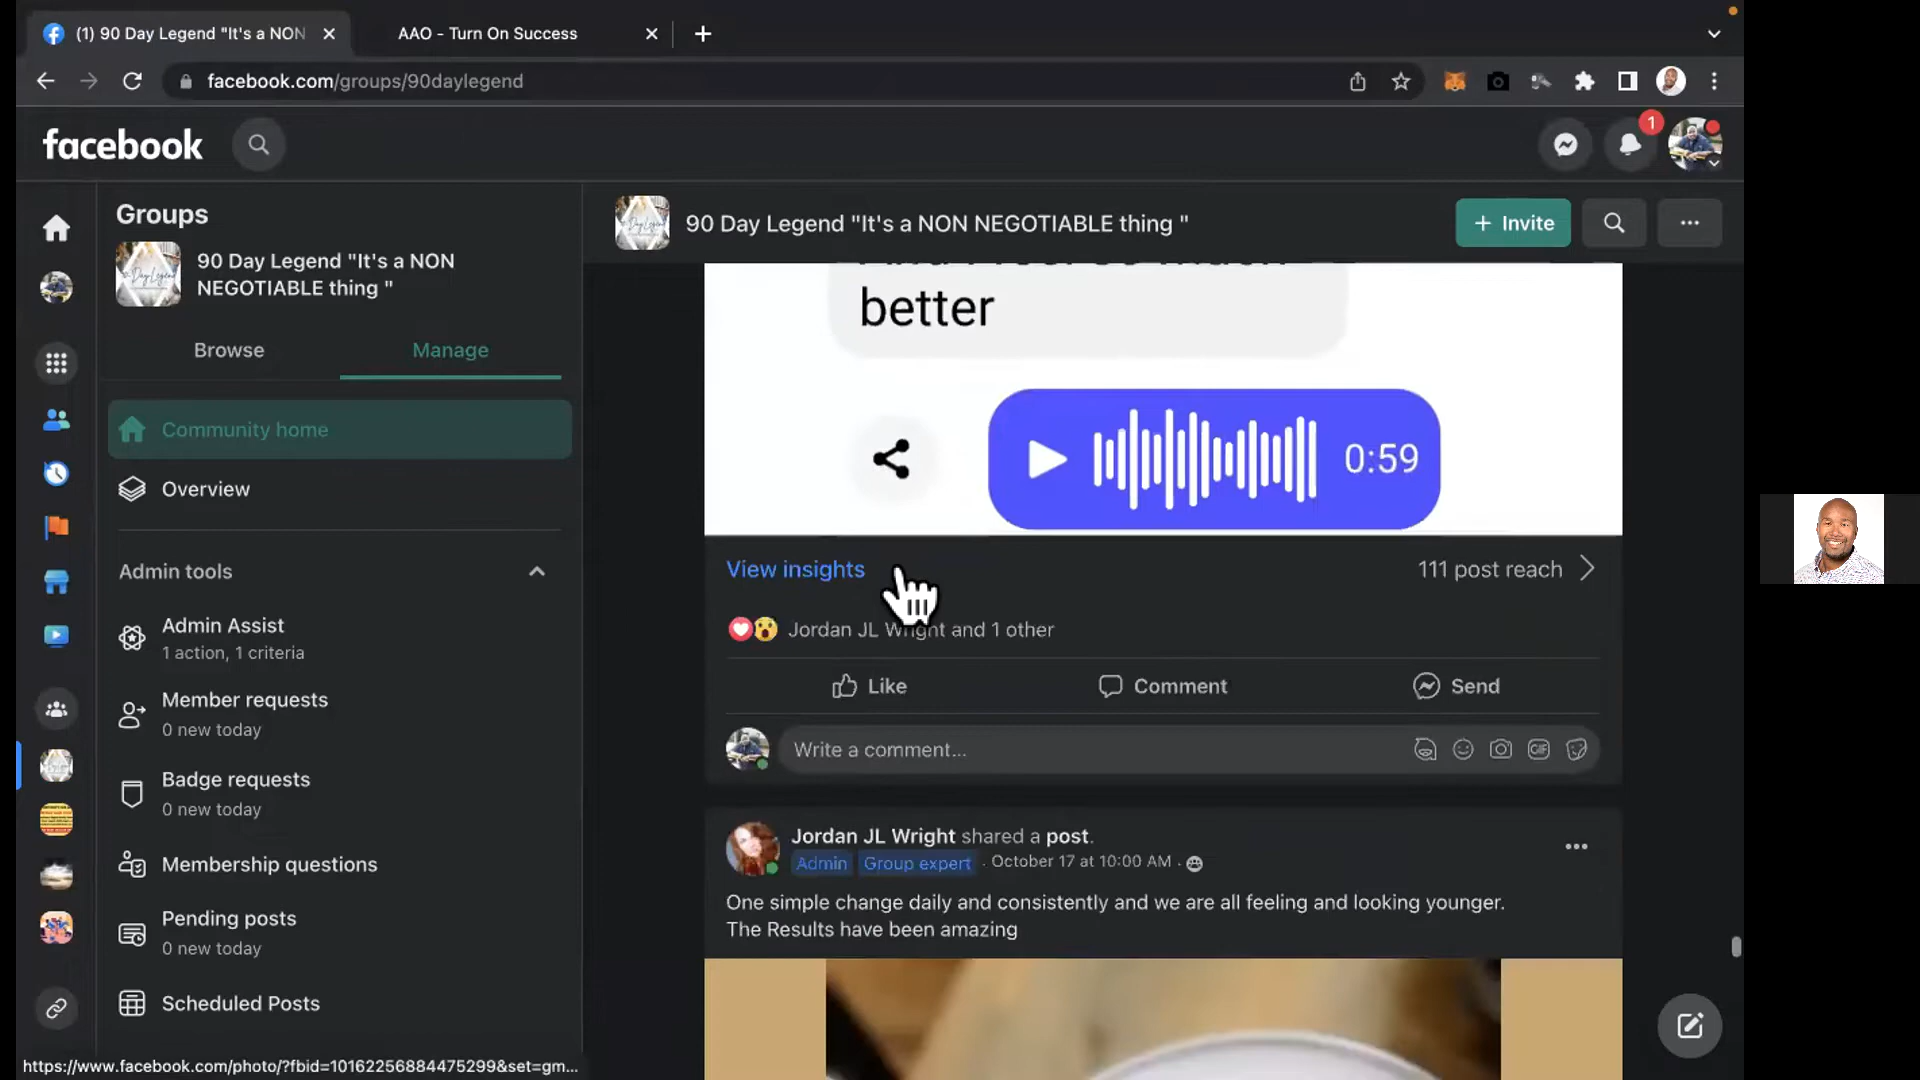 (1) 90 Day Legend "It's a NON
AAO - Turn On Success
facebook.com/groups/90daylegend
facebook
1
Groups
90 Day Legend "It's a NON
NEGOTIABLE thing "
Browse
Manage
Community home
Overview
Admin tools
Admin Assist
1 action, 1 criteria
Member requests
0 new today
Badge requests
0 new today
Membership questions
Pending posts
0 new today
Scheduled Posts
https://www.facebook.com/photo/?fbid=10162256884475299&set=gm...
90 Day Legend "It's a NON NEGOTIABLE thing "
+ Invite
better
0:59
View insights
111 post reach
Jordan JL Wright and 1 other
Like
Comment
Send
Write a comment...
GIF
Jordan JL Wright shared a post.
Admin Group expert · October 17 at 10:00 AM ·
One simple change daily and consistently and we are all feeling and looking younger.
The Results have been amazing